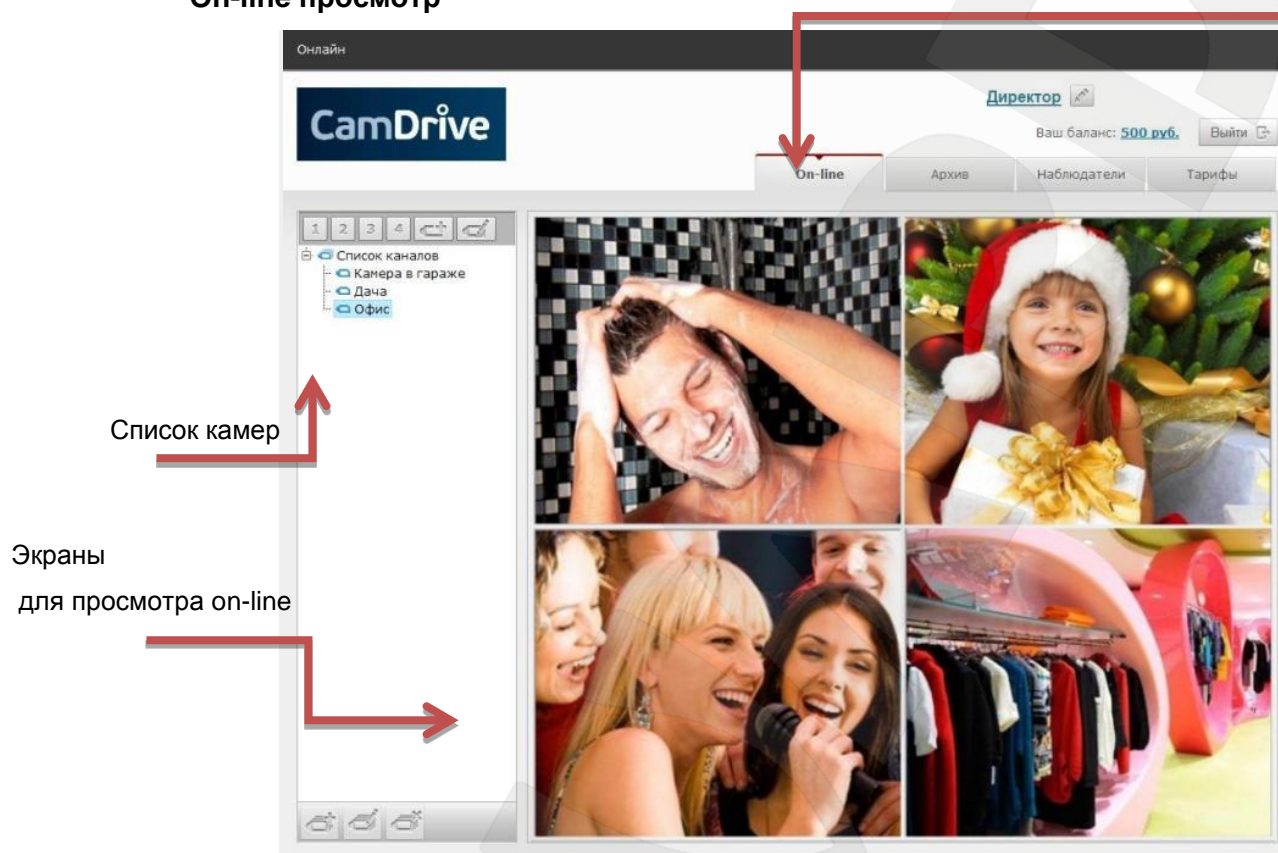 On-line просмотр
Онлайн
CamDrive
Директор
Ваш баланс: 500 руб.
Выйти
On-line
Архив
Наблюдатели
Тарифы
1 2 3 4
Список каналов
Камера в гараже
Дача
Офис
Список камер
Экраны
для просмотра on-line